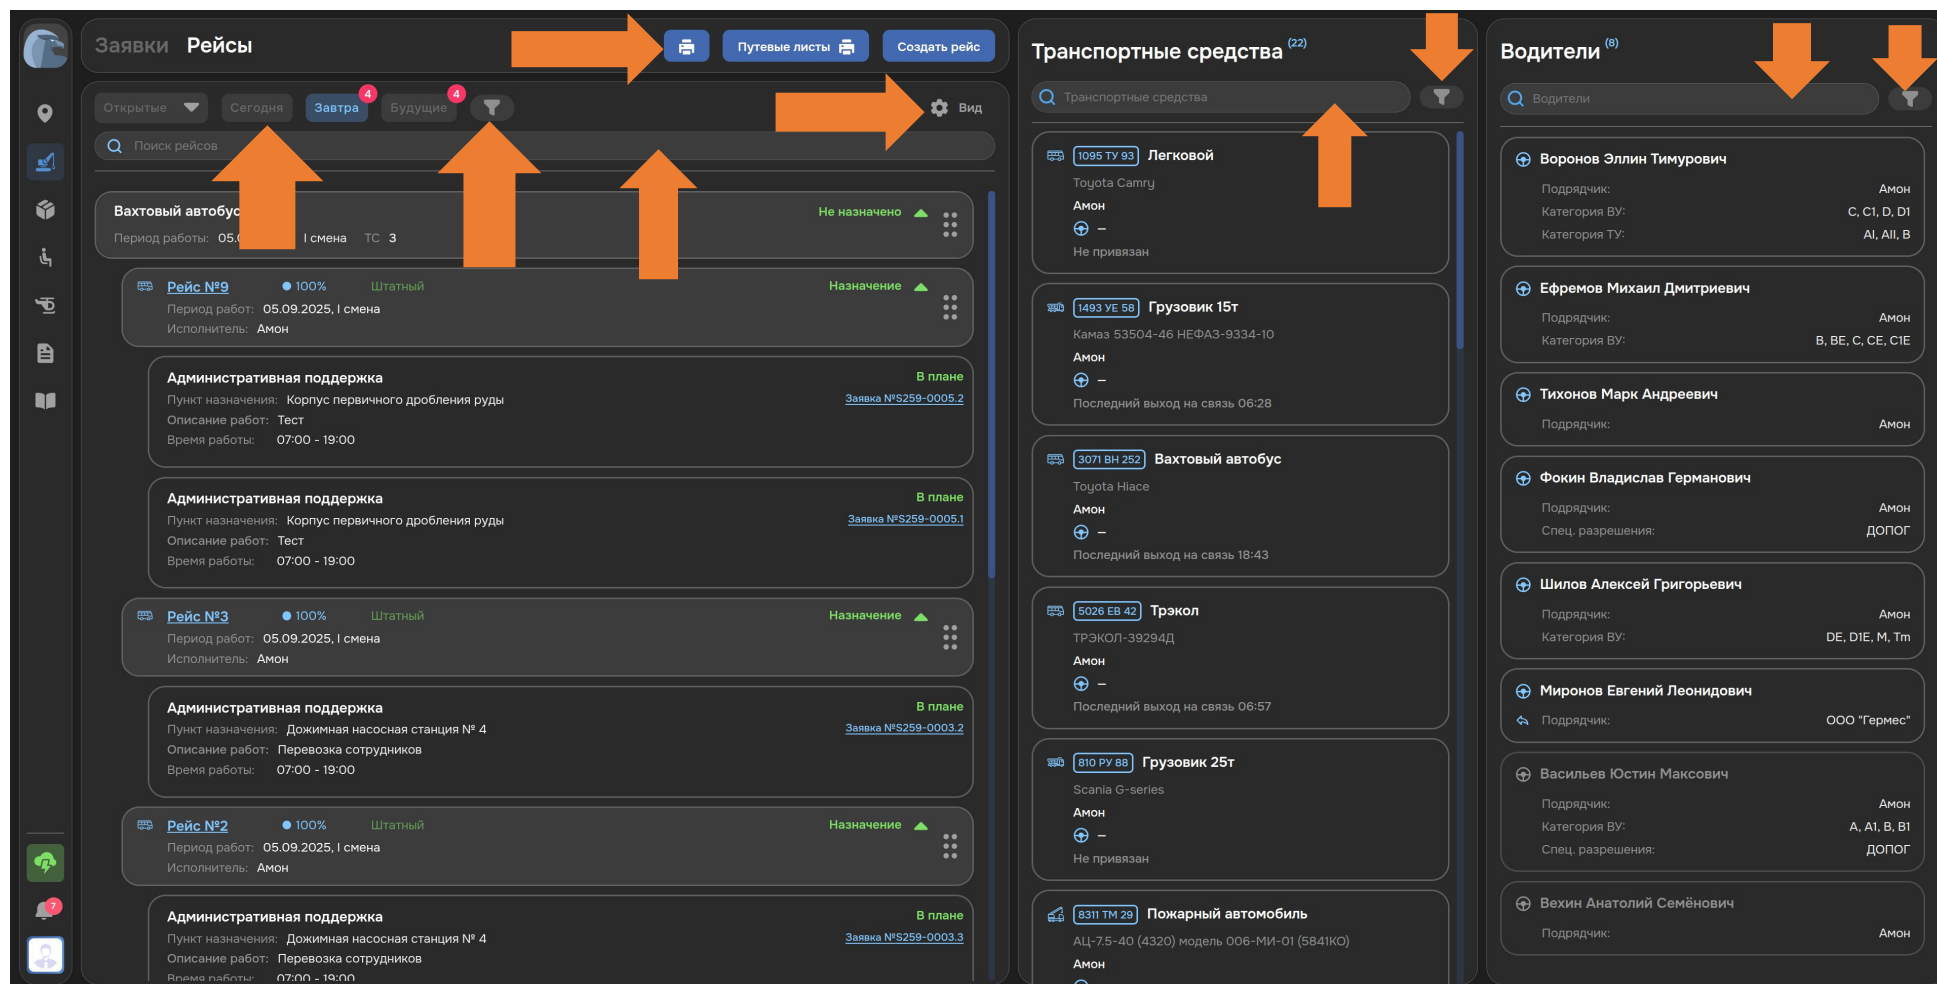 Заявки Рейсы
Путевые листы
Создать рейс
Открытые
Сегодня
Завтра 4
Будущие 4
Вид
Поиск рейсов
Вахтовый автобус
Не назначено
Период работы: 05. I смена ТС 3
Рейс №9 100% Штатный Назначение
Период работ: 05.09.2025, I смена
Исполнитель: Амон
Административная поддержка В плане
Пункт назначения: Корпус первичного дробления руды Заявка №S259-0005.2
Описание работ: Тест
Время работы: 07:00 - 19:00
Административная поддержка В плане
Пункт назначения: Корпус первичного дробления руды Заявка №S259-0005.1
Описание работ: Тест
Время работы: 07:00 - 19:00
Рейс №3 100% Штатный Назначение
Период работ: 05.09.2025, I смена
Исполнитель: Амон
Административная поддержка В плане
Пункт назначения: Дожимная насосная станция № 4 Заявка №S259-0003.2
Описание работ: Перевозка сотрудников
Время работы: 07:00 - 19:00
Рейс №2 100% Штатный Назначение
Период работ: 05.09.2025, I смена
Исполнитель: Амон
Административная поддержка В плане
Пункт назначения: Дожимная насосная станция № 4 Заявка №S259-0003.3
Описание работ: Перевозка сотрудников
Время работы: 07:00 - 19:00
7
Транспортные средства (22)
Транспортные средства
1095 ТУ 93 Легковой
Toyota Camry
Амон
–
Не привязан
1493 УЕ 58 Грузовик 15т
Камаз 53504-46 НЕФАЗ-9334-10
Амон
–
Последний выход на связь 06:28
3071 ВН 252 Вахтовый автобус
Toyota Hiace
Амон
–
Последний выход на связь 18:43
5026 ЕВ 42 Трэкол
ТРЭКОЛ-39294Д
Амон
–
Последний выход на связь 06:57
810 РУ 88 Грузовик 25т
Scania G-series
Амон
–
Не привязан
8311 ТМ 29 Пожарный автомобиль
АЦ-7.5-40 (4320) модель 006-МИ-01 (5841КО)
Амон
Водители (8)
Водители
Воронов Эллин Тимурович
Подрядчик: Амон
Категория ВУ: C, C1, D, D1
Категория ТУ: AI, AII, B
Ефремов Михаил Дмитриевич
Подрядчик: Амон
Категория ВУ: B, BE, C, CE, C1E
Тихонов Марк Андреевич
Подрядчик: Амон
Фокин Владислав Германович
Подрядчик: Амон
Спец. разрешения: ДОПОГ
Шилов Алексей Григорьевич
Подрядчик: Амон
Категория ВУ: DE, D1E, M, Tm
Миронов Евгений Леонидович
Подрядчик: ООО "Гермес"
Васильев Юстин Максович
Подрядчик: Амон
Категория ВУ: A, A1, B, B1
Спец. разрешения: ДОПОГ
Вехин Анатолий Семёнович
Подрядчик: Амон